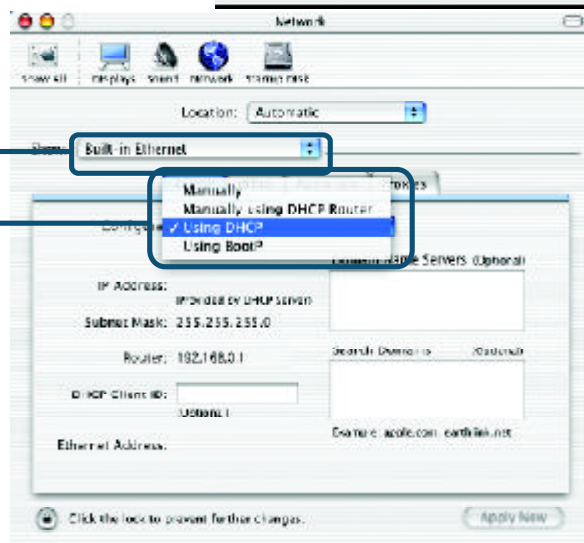 Network
Show All Displays Sound Network Startup Disk
Location: Automatic
Show: Built-in Ethernet
Proxies
Manually
Manually using DHCP Router
✓ Using DHCP
Using BootP
Configure
Domain Name Servers (Optional)
IP Address:
(Provided by DHCP Server)
Subnet Mask: 255.255.255.0
Router: 192.168.0.1
Search Domains (Optional)
DHCP Client ID:
(Optional)
Example: apple.com, earthlink.net
Ethernet Address:
Click the lock to prevent further changes.
Apply Now